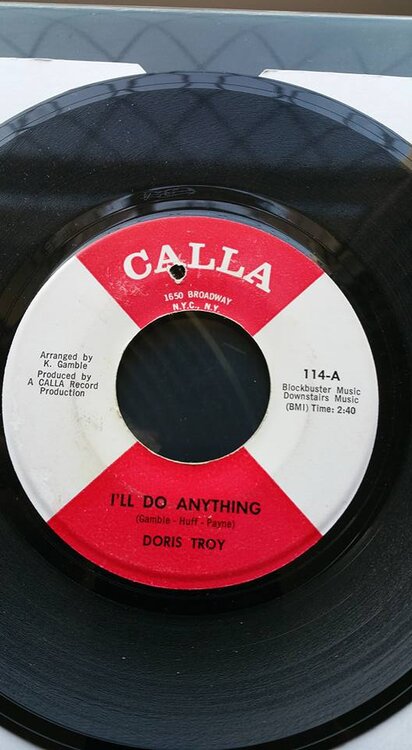 CALLA
1650 BROADWAY
N.Y.C., N.Y.
Arranged by
K. Gamble
Produced by
A CALLA Record
Production
114-A
Blockbuster Music
Downstairs Music
(BMI) Time: 2:40
I'LL DO ANYTHING
(Gamble - Huff - Payne)
DORIS TROY